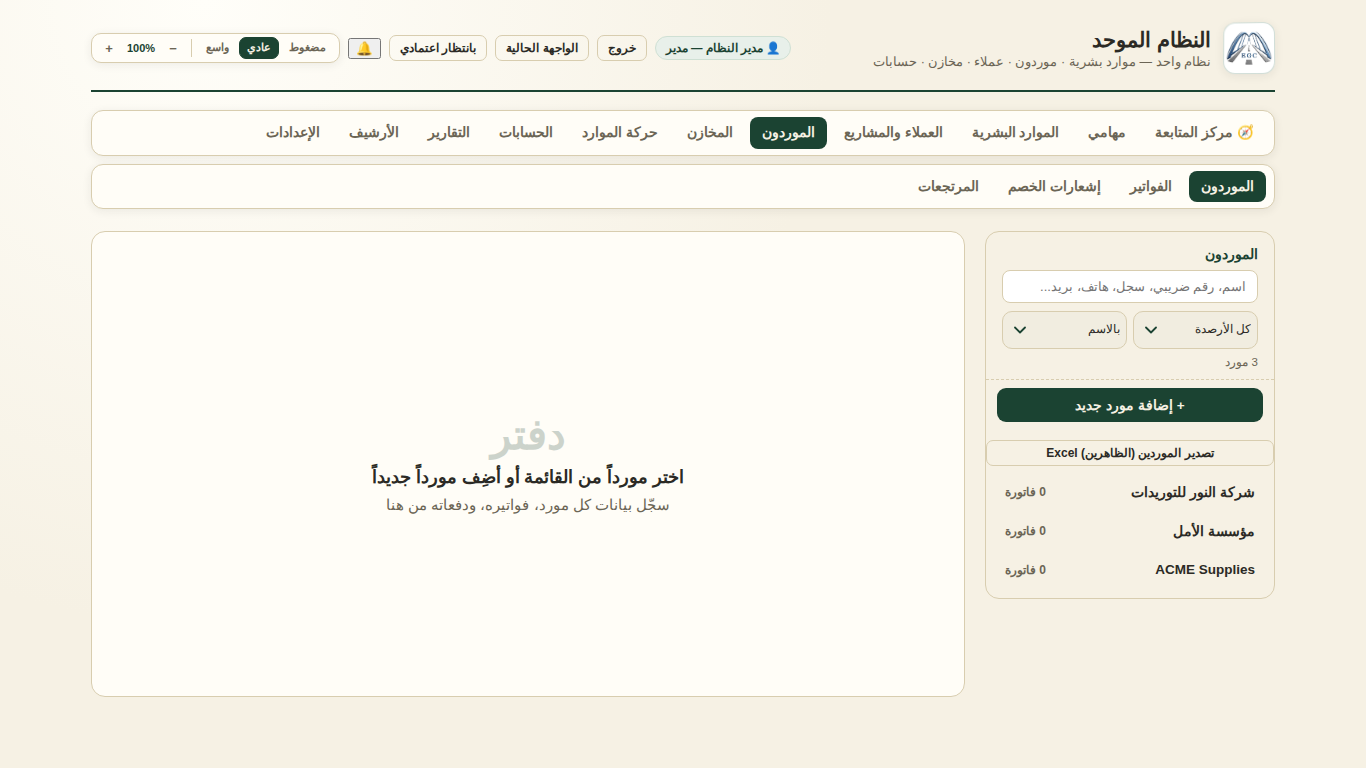 ROC
النظام الموحد
نظام واحد — موارد بشرية · موردون · عملاء · مخازن · حسابات
👤 مدير النظام — مدير
خروج
الواجهة الحالية
بانتظار اعتمادي
🔔
مضغوط
عادي
واسع
−
100%
+
🧭 مركز المتابعة
مهامي
الموارد البشرية
العملاء والمشاريع
الموردون
المخازن
حركة الموارد
الحسابات
التقارير
الأرشيف
الإعدادات
الموردون
الفواتير
إشعارات الخصم
المرتجعات
الموردون
اسم، رقم ضريبي، سجل، هاتف، بريد...
كل الأرصدة
بالاسم
3 مورد
+ إضافة مورد جديد
تصدير الموردين (الظاهرين) Excel
شركة النور للتوريدات
0 فاتورة
مؤسسة الأمل
0 فاتورة
ACME Supplies
0 فاتورة
دفتر
اختر مورداً من القائمة أو أضِف مورداً جديداً
سجّل بيانات كل مورد، فواتيره، ودفعاته من هنا